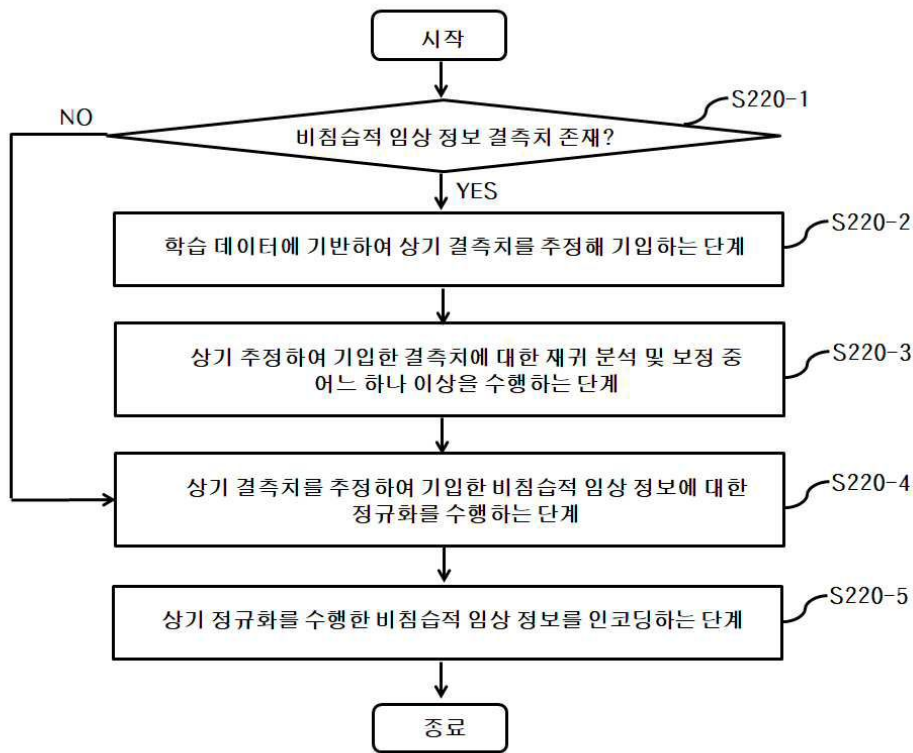 시작
S220-1
NO
비침습적 임상 정보 결측치 존재?
YES
S220-2
학습 데이터에 기반하여 상기 결측치를 추정해 기입하는 단계
S220-3
상기 추정하여 기입한 결측치에 대한 재귀 분석 및 보정 중
어느 하나 이상을 수행하는 단계
상기 결측치를 추정하여 기입한 비침습적 임상 정보에 대한
S220-4
정규화를 수행하는 단계
S220-5
상기 정규화를 수행한 비침습적 임상 정보를 인코딩하는 단계
종료